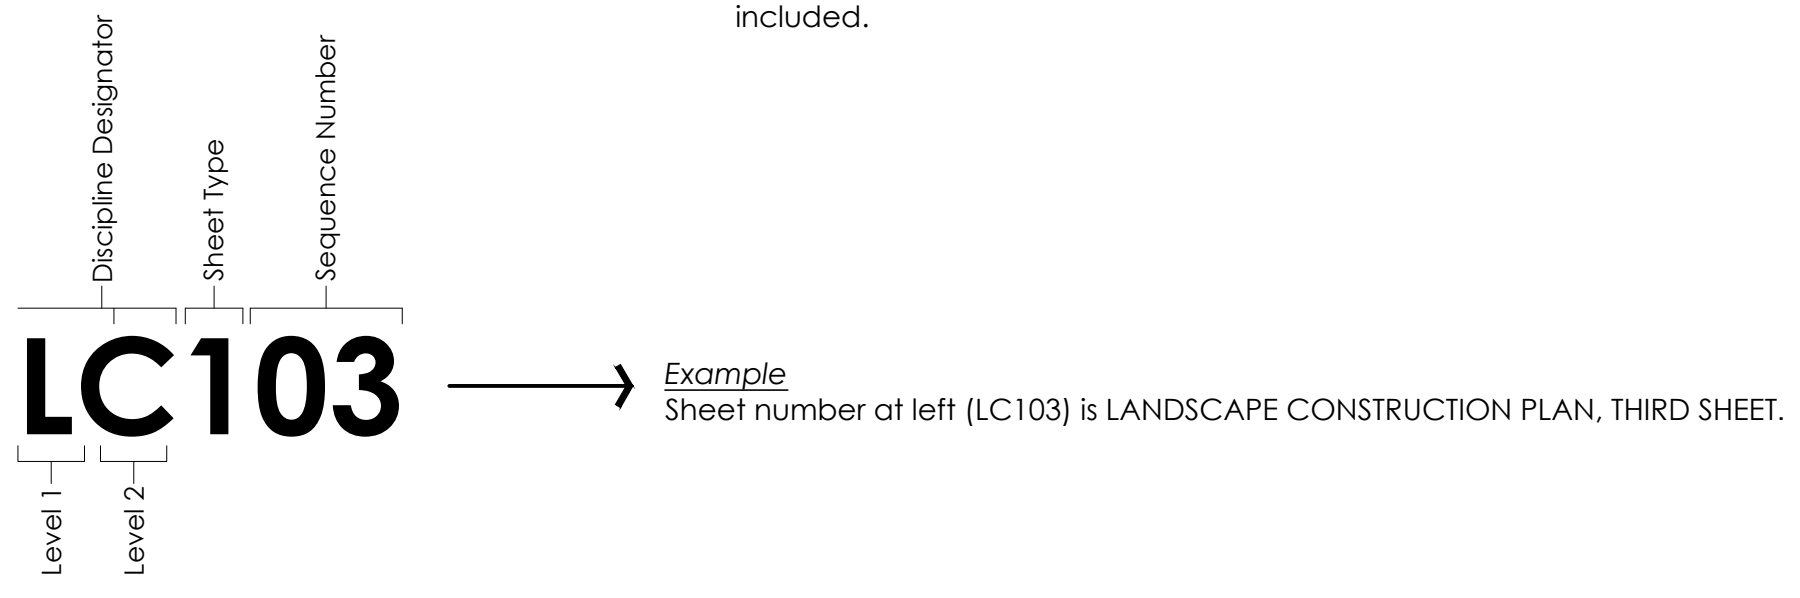 included.
Discipline Designator
Sheet Type
Sequence Number
LC103
Level 1
Level 2
Example
Sheet number at left (LC103) is LANDSCAPE CONSTRUCTION PLAN, THIRD SHEET.